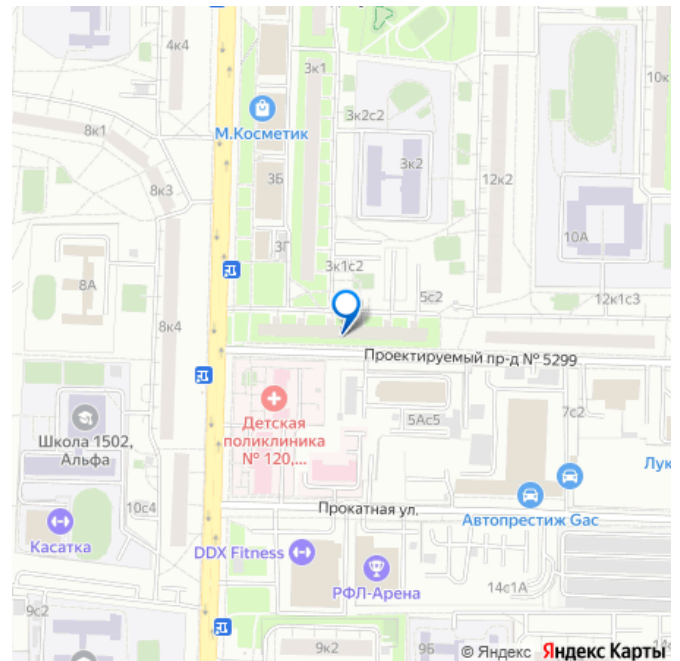 4к4
3к1
10к
М.Косметик
3к2с2
8к1
3к2
3Б
12к2
8к3
3Г
10А
3к1с2
8А
5с2
12к1с3
8к4
Проектируемый пр-д № 5299
Детская
поликлиника
№ 120,...
5Ас5
7с2
Школа 1502,
Альфа
Лук
10с4
Прокатная ул.
Автопрестиж Gac
Касатка
DDX Fitness
РФЛ-Арена
14с1А
9с2
9к2
9Б
© Яндекс Яндекс Карты